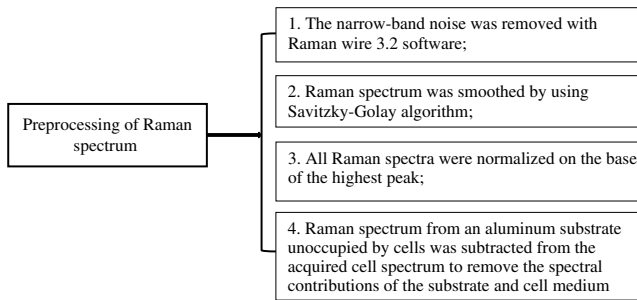 Preprocessing of Raman
spectrum
1. The narrow-band noise was removed with
Raman wire 3.2 software;
2. Raman spectrum was smoothed by using
Savitzky-Golay algorithm;
3. All Raman spectra were normalized on the base
of the highest peak;
4. Raman spectrum from an aluminum substrate
unoccupied by cells was subtracted from the
acquired cell spectrum to remove the spectral
contributions of the substrate and cell medium